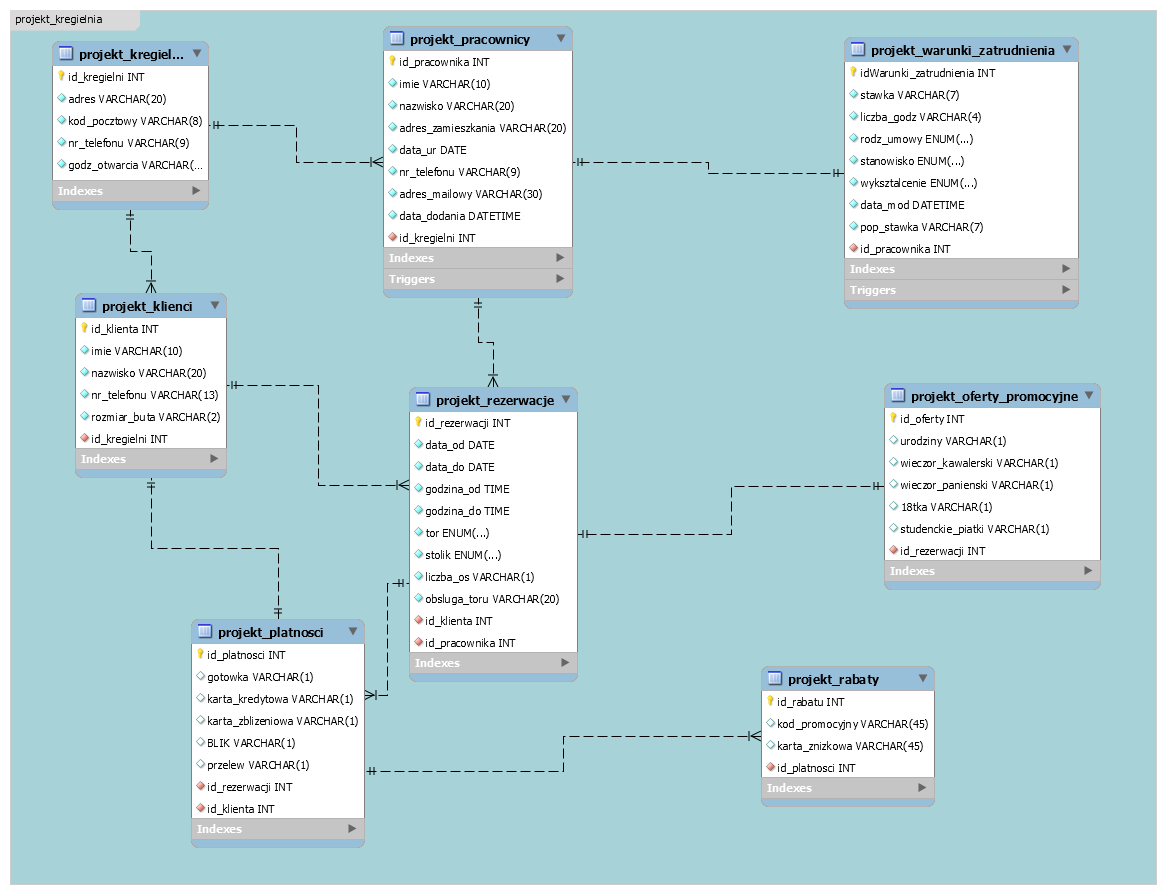 projekt_kregielnia
projekt_kregiel...
id_kregielni INT
adres VARCHAR(20)
kod_pocztowy VARCHAR(8)
nr_telefonu VARCHAR(9)
godz_otwarcia VARCHAR(...
Indexes
projekt_pracownicy
id_pracownika INT
imie VARCHAR(10)
nazwisko VARCHAR(20)
adres_zamieszkania VARCHAR(20)
data_ur DATE
nr_telefonu VARCHAR(9)
adres_mailowy VARCHAR(30)
data_dodania DATETIME
id_kregielni INT
Indexes
Triggers
projekt_warunki_zatrudnienia
idWarunki_zatrudnienia INT
stawka VARCHAR(7)
liczba_godz VARCHAR(4)
rodz_umowy ENUM(...)
stanowisko ENUM(...)
wyksztalcenie ENUM(...)
data_mod DATETIME
pop_stawka VARCHAR(7)
id_pracownika INT
Indexes
Triggers
projekt_klienci
id_klienta INT
imie VARCHAR(10)
nazwisko VARCHAR(20)
nr_telefonu VARCHAR(13)
rozmiar_buta VARCHAR(2)
id_kregielni INT
Indexes
projekt_rezerwacje
id_rezerwacji INT
data_od DATE
data_do DATE
godzina_od TIME
godzina_do TIME
tor ENUM(...)
stolik ENUM(...)
liczba_os VARCHAR(1)
obsluga_toru VARCHAR(20)
id_klienta INT
id_pracownika INT
Indexes
projekt_oferty_promocyjne
id_oferty INT
urodziny VARCHAR(1)
wieczor_kawalerski VARCHAR(1)
wieczor_panienski VARCHAR(1)
18tka VARCHAR(1)
studenckie_piatki VARCHAR(1)
id_rezerwacji INT
Indexes
projekt_platnosci
id_platnosci INT
gotowka VARCHAR(1)
karta_kredytowa VARCHAR(1)
karta_zblizeniowa VARCHAR(1)
BLIK VARCHAR(1)
przelew VARCHAR(1)
id_rezerwacji INT
id_klienta INT
Indexes
projekt_rabaty
id_rabatu INT
kod_promocyjny VARCHAR(45)
karta_znizkowa VARCHAR(45)
id_platnosci INT
Indexes